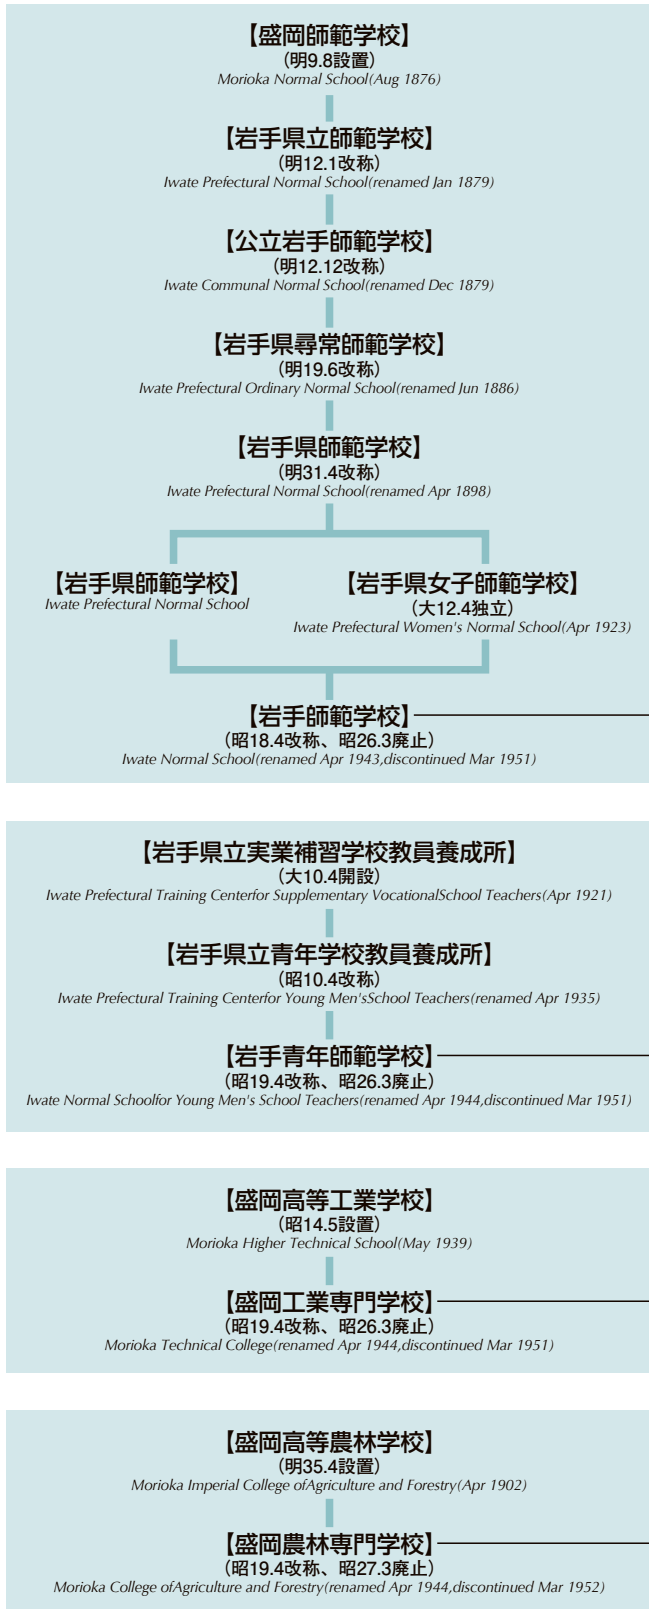 【盛岡師範学校】
（明9.8設置）
Morioka Normal School(Aug 1876)
【岩手県立師範学校】
（明12.1改称）
Iwate Prefectural Normal School(renamed Jan 1879)
【公立岩手師範学校】
（明12.12改称）
Iwate Communal Normal School(renamed Dec 1879)
【岩手県尋常師範学校】
（明19.6改称）
Iwate Prefectural Ordinary Normal School(renamed Jun 1886)
【岩手県師範学校】
（明31.4改称）
Iwate Prefectural Normal School(renamed Apr 1898)
【岩手県師範学校】
Iwate Prefectural Normal School
【岩手県女子師範学校】
（大12.4独立）
Iwate Prefectural Women's Normal School(Apr 1923)
【岩手師範学校】
（昭18.4改称、昭26.3廃止）
Iwate Normal School(renamed Apr 1943,discontinued Mar 1951)
【岩手県立実業補習学校教員養成所】
（大10.4開設）
Iwate Prefectural Training Centerfor Supplementary VocationalSchool Teachers(Apr 1921)
【岩手県立青年学校教員養成所】
（昭10.4改称）
Iwate Prefectural Training Centerfor Young Men'sSchool Teachers(renamed Apr 1935)
【岩手青年師範学校】
（昭19.4改称、昭26.3廃止）
Iwate Normal Schoolfor Young Men's School Teachers(renamed Apr 1944,discontinued Mar 1951)
【盛岡高等工業学校】
（昭14.5設置）
Morioka Higher Technical School(May 1939)
【盛岡工業専門学校】
（昭19.4改称、昭26.3廃止）
Morioka Technical College(renamed Apr 1944,discontinued Mar 1951)
【盛岡高等農林学校】
（明35.4設置）
Morioka Imperial College ofAgriculture and Forestry(Apr 1902)
【盛岡農林専門学校】
（昭19.4改称、昭27.3廃止）
Morioka College ofAgriculture and Forestry(renamed Apr 1944,discontinued Mar 1952)